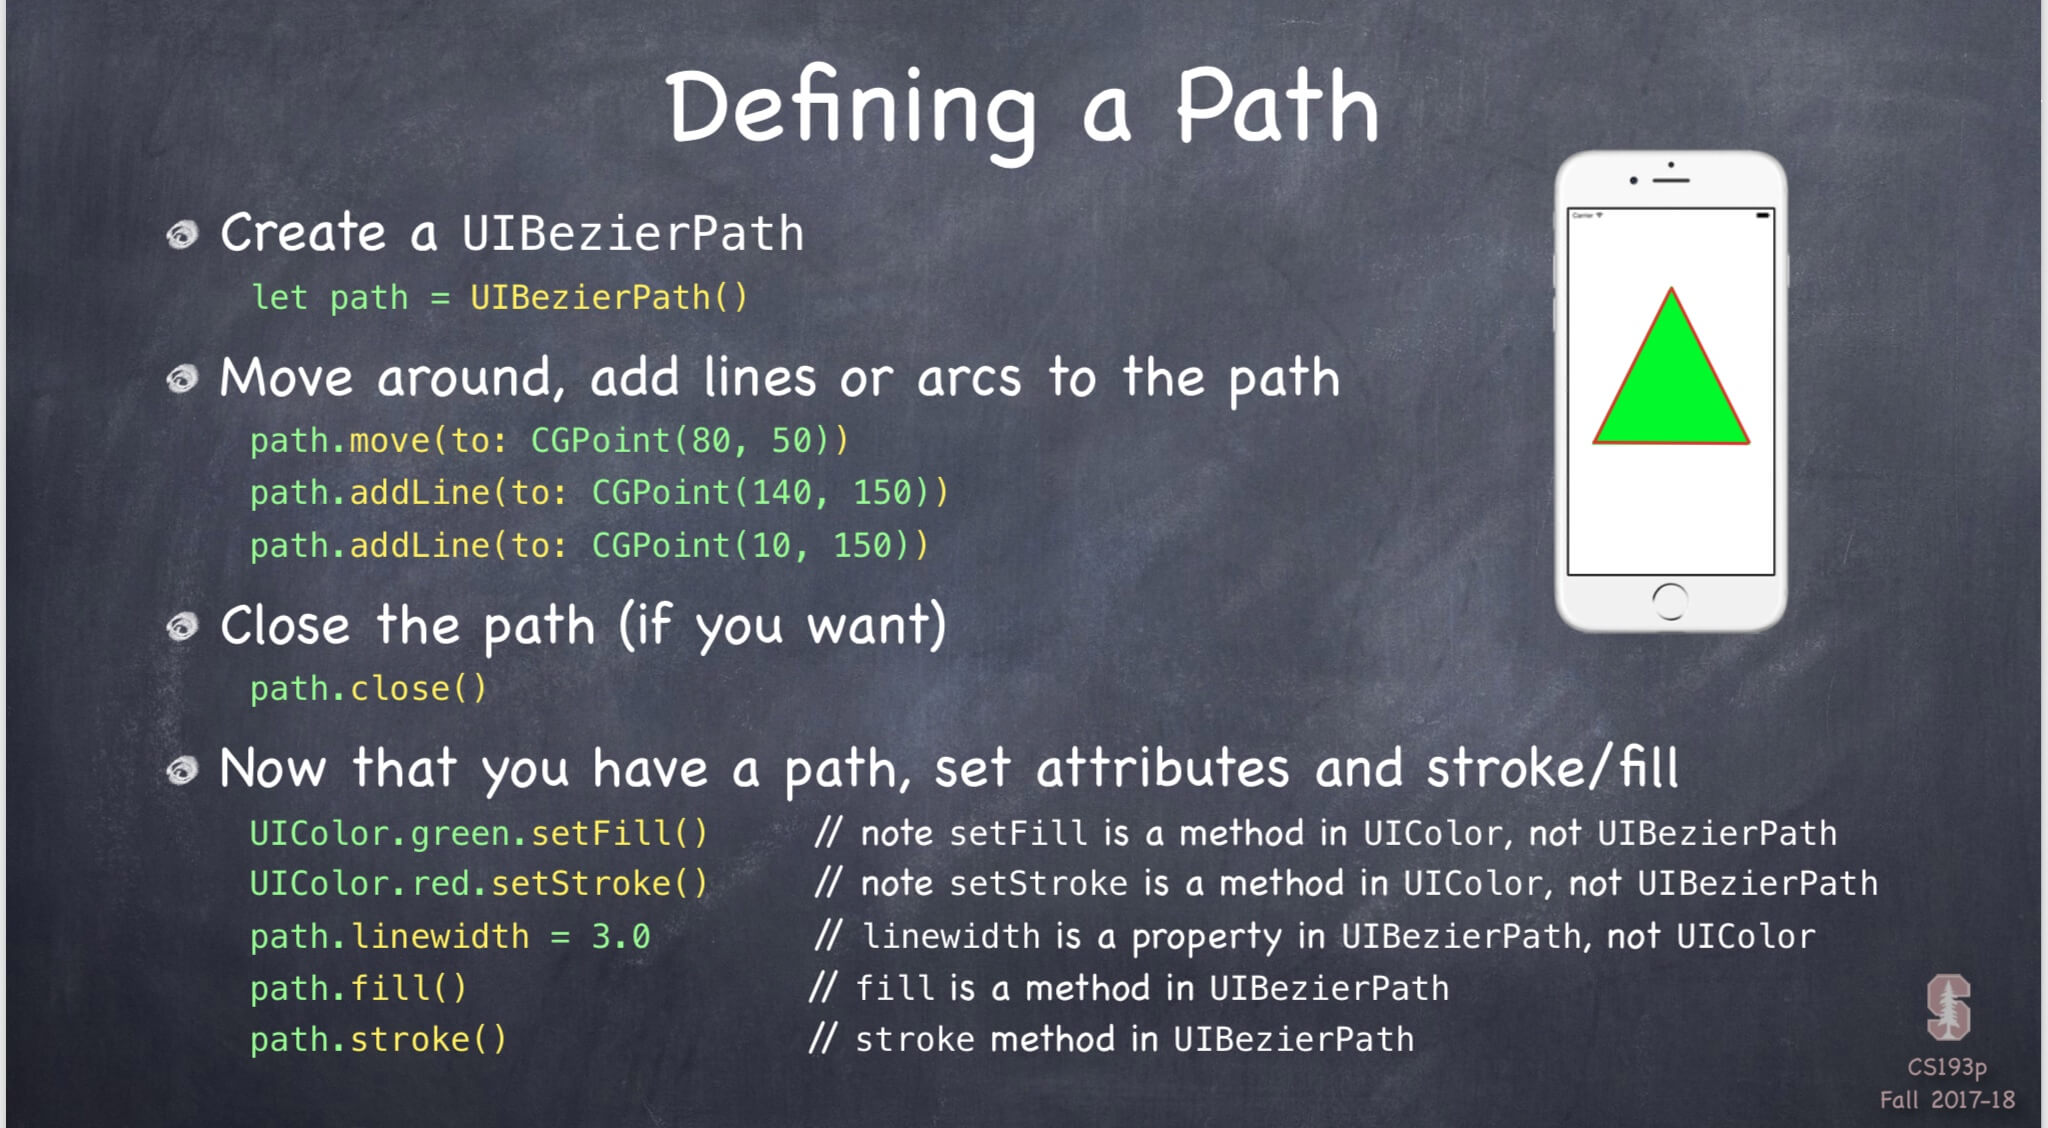 Defining a Path
Create a UIBezierPath
let path = UIBezierPath()
Move around, add lines or arcs to the path
path.move(to: CGPoint(80, 50))
path.addLine(to: CGPoint(140, 150))
path.addLine(to: CGPoint(10, 150))
Close the path (if you want)
path.close()
Now that you have a path, set attributes and stroke/fill
UIColor.green.setFill() // note setFill is a method in UIColor, not UIBezierPath
UIColor.red.setStroke() // note setStroke is a method in UIColor, not UIBezierPath
path.linewidth = 3.0 // linewidth is a property in UIBezierPath, not UIColor
path.fill() // fill is a method in UIBezierPath
path.stroke() // stroke method in UIBezierPath
Carrier
S
CS193p
Fall 2017-18